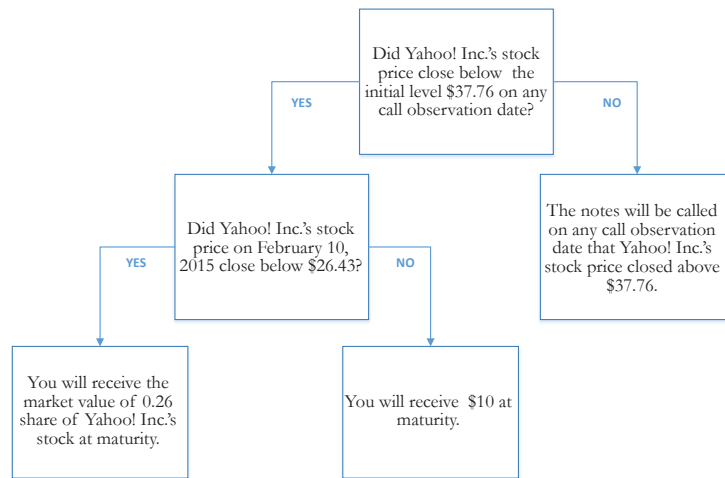 Did Yahoo! Inc.'s stock
price close below the
initial level $37.76 on any
call observation date?
YES
NO
Did Yahoo! Inc.'s stock
price on February 10,
2015 close below $26.43?
The notes will be called
on any call observation
date that Yahoo! Inc.'s
stock price closed above
$37.76.
YES
NO
You will receive the
market value of 0.26
share of Yahoo! Inc.'s
stock at maturity.
You will receive $10 at
maturity.